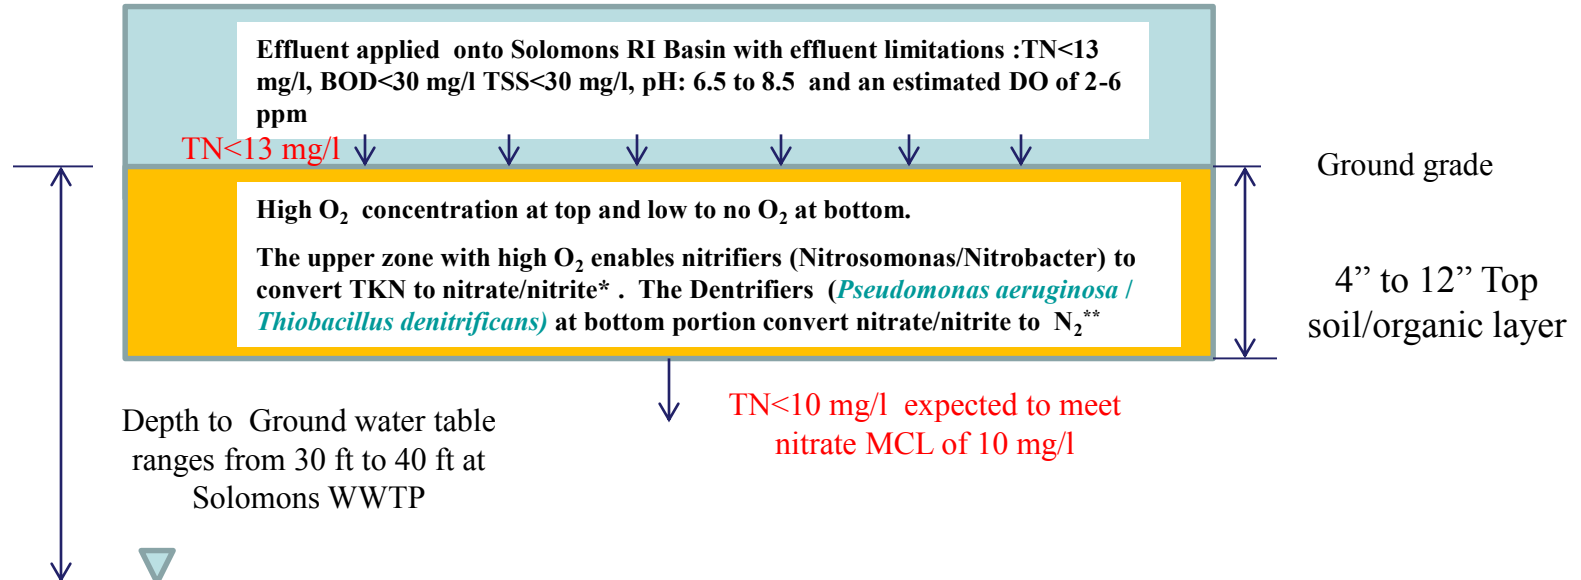 Effluent applied  onto Solomons RI Basin with effluent limitations :TN<13
mg/l, BOD<30 mg/l TSS<30 mg/l, pH: 6.5 to 8.5  and an estimated DO of 2-6
ppm
TN<13 mg/l
Ground grade
High O₂  concentration at top and low to no O₂ at bottom.
The upper zone with high O₂ enables nitrifiers (Nitrosomonas/Nitrobacter) to
convert TKN to nitrate/nitrite* .  The Dentrifiers  (Pseudomonas aeruginosa /
Thiobacillus denitrificans) at bottom portion convert nitrate/nitrite to  N₂**
4” to 12” Top
soil/organic layer
TN<10 mg/l  expected to meet
nitrate MCL of 10 mg/l
Depth to  Ground water table
ranges from 30 ft to 40 ft at
Solomons WWTP